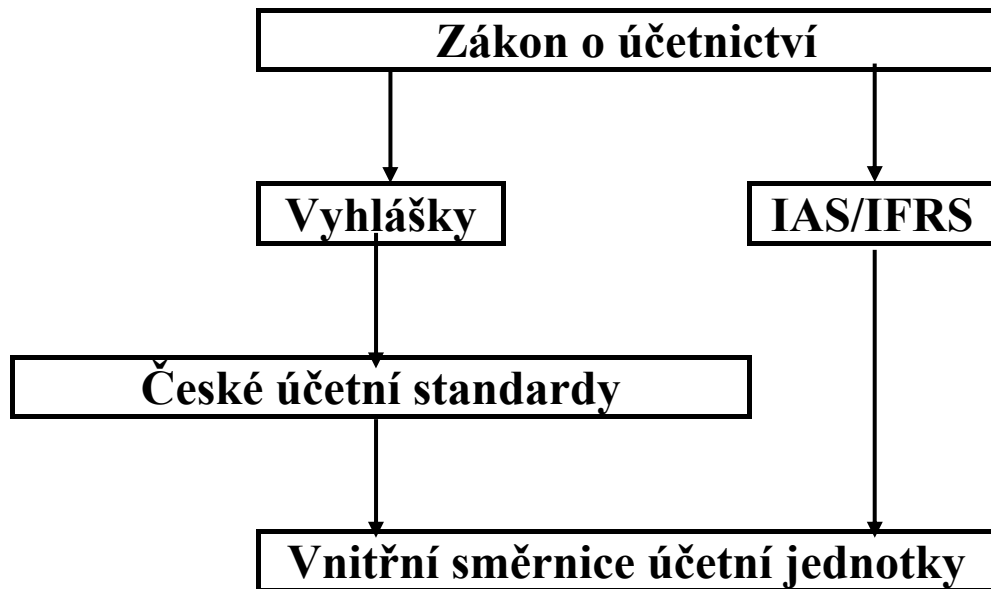 Zákon o účetnictví
Vyhlášky
IAS/IFRS
České účetní standardy
Vnitřní směrnice účetní jednotky